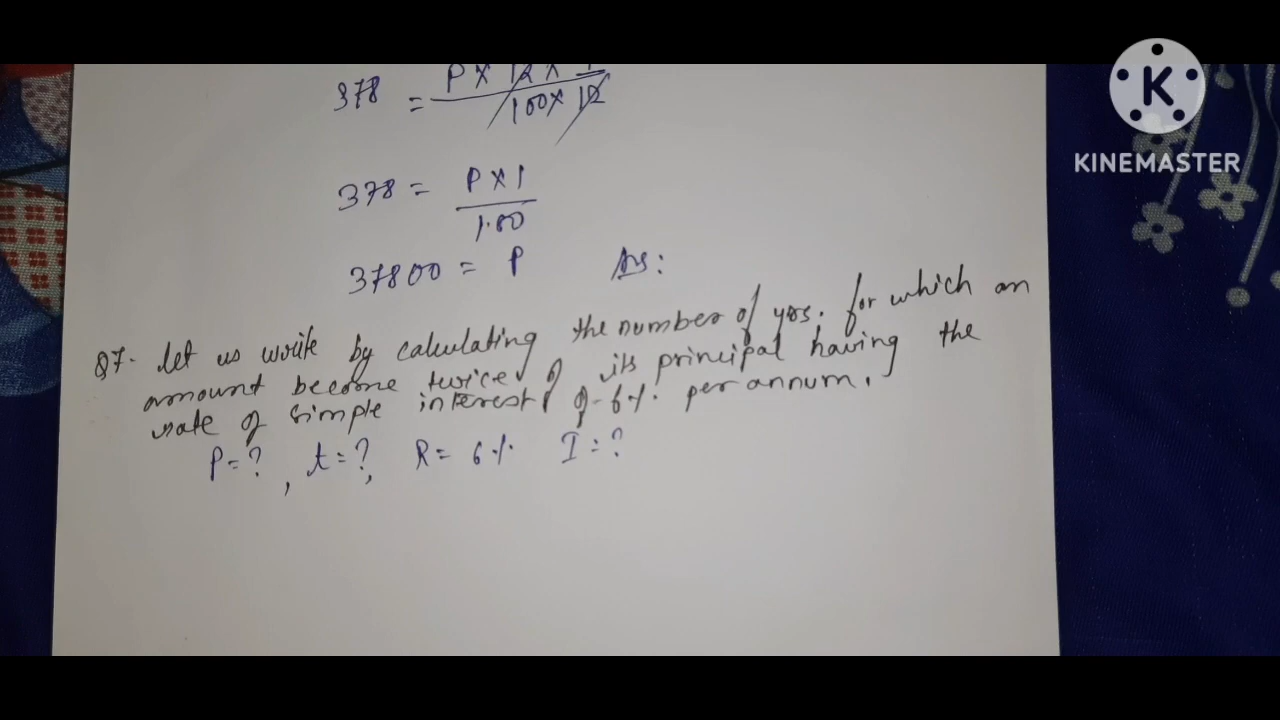 378 = P × 12 × 1 / 100 × 12
378 = P × 1 / 100
37800 = P Ans:
Q7- let us write by calculating the number of yrs. for which an
amount become twice of its principal having the
rate of simple interest of 6%. per annum.
P=?, t=?, R= 6% I=?
K
KINEMASTER